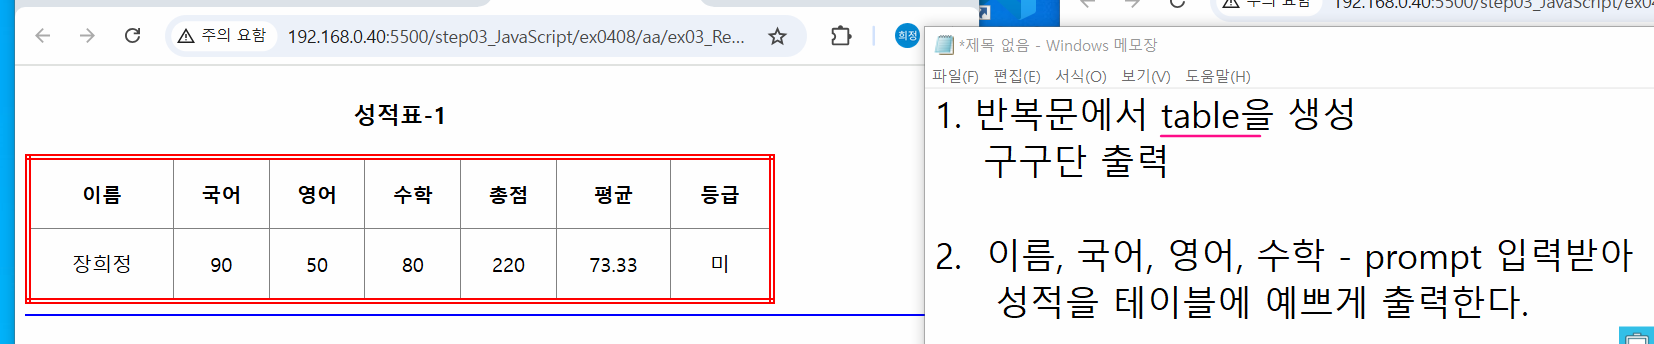 주의 요함
192.168.0.40:5500/step03_JavaScript/ex0408/aa/ex03_Re...
희정
주의 요함
192.168.0.40:5500/step03_JavaScript/ex04
성적표-1
이름 국어 영어 수학 총점 평균 등급
장희정 90 50 80 220 73.33 미
*제목 없음 - Windows 메모장
파일(F) 편집(E) 서식(O) 보기(V) 도움말(H)
1. 반복문에서 table을 생성
구구단 출력
2. 이름, 국어, 영어, 수학 - prompt 입력받아
성적을 테이블에 예쁘게 출력한다.